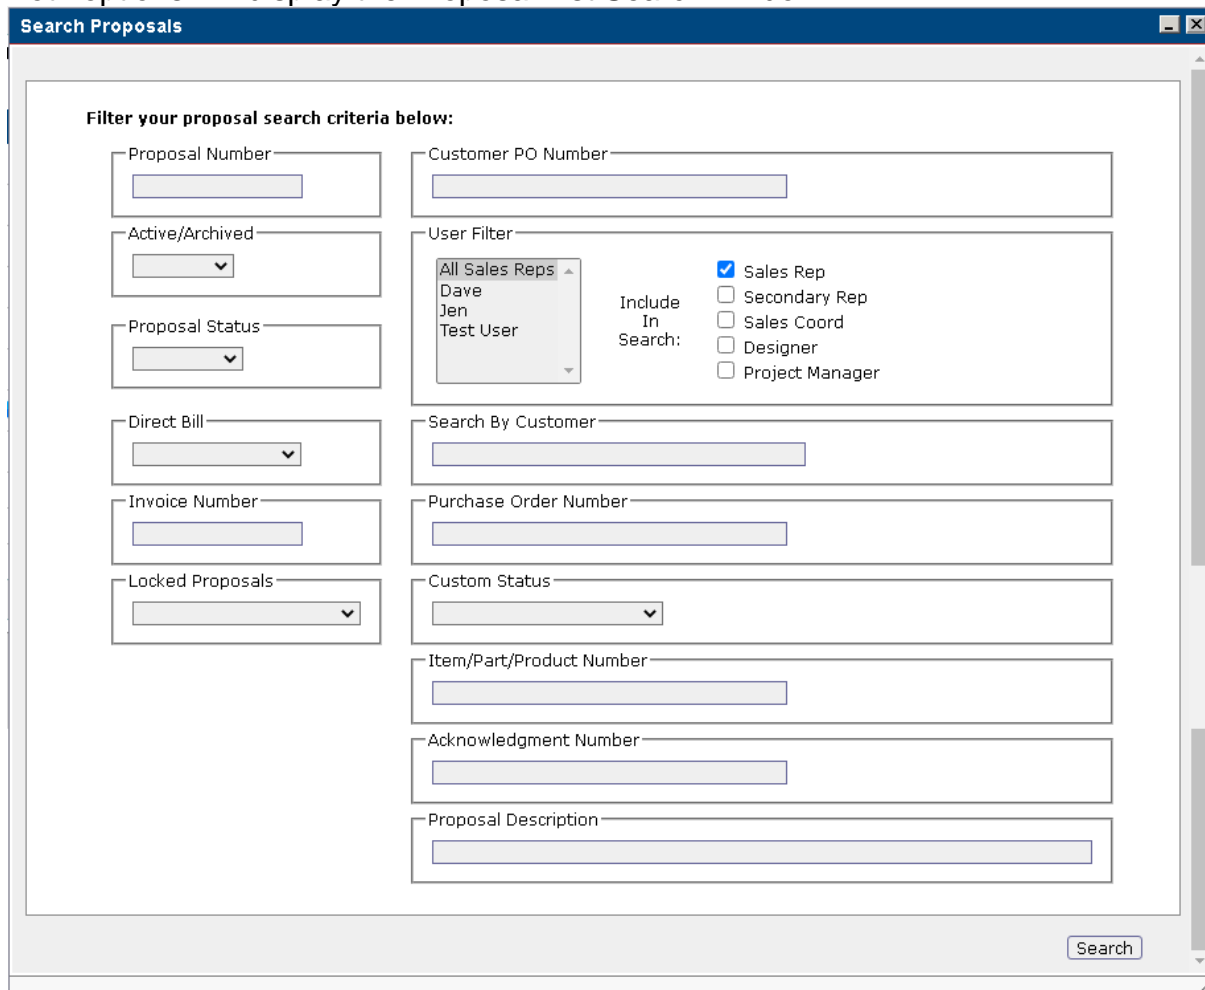 Search Proposals
Filter your proposal search criteria below:
Proposal Number
Customer PO Number
Active/Archived
User Filter
All Sales Reps
Dave
Jen
Test User
Include
In
Search:
Sales Rep
Secondary Rep
Sales Coord
Designer
Project Manager
Proposal Status
Direct Bill
Search By Customer
Invoice Number
Purchase Order Number
Locked Proposals
Custom Status
Item/Part/Product Number
Acknowledgment Number
Proposal Description
Search